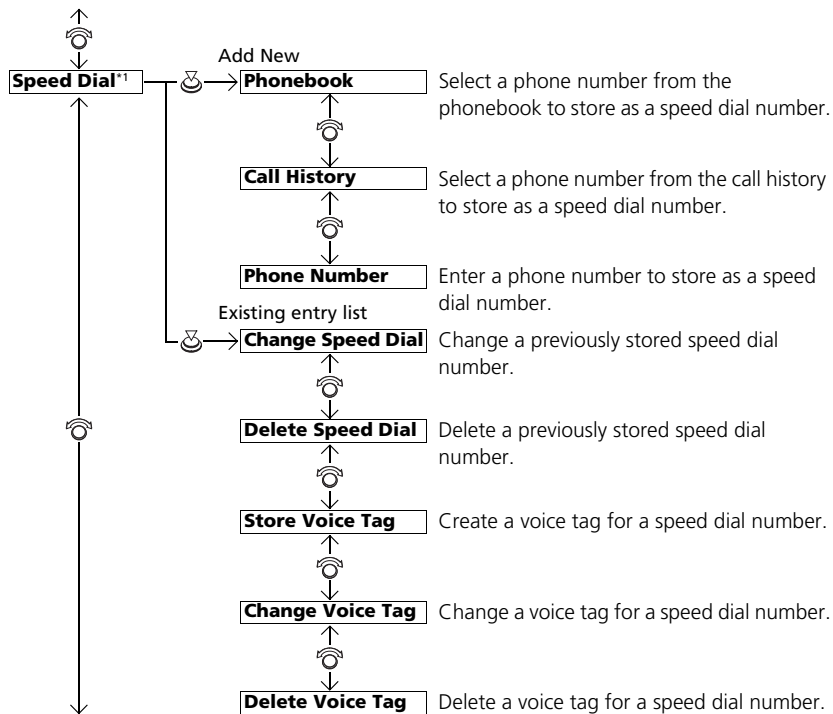 Add New
Speed Dial*1
Phonebook
Select a phone number from the
phonebook to store as a speed dial number.
Call History
Select a phone number from the call history
to store as a speed dial number.
Phone Number
Enter a phone number to store as a speed
dial number.
Existing entry list
Change Speed Dial
Change a previously stored speed dial
number.
Delete Speed Dial
Delete a previously stored speed dial
number.
Store Voice Tag
Create a voice tag for a speed dial number.
Change Voice Tag
Change a voice tag for a speed dial number.
Delete Voice Tag
Delete a voice tag for a speed dial number.